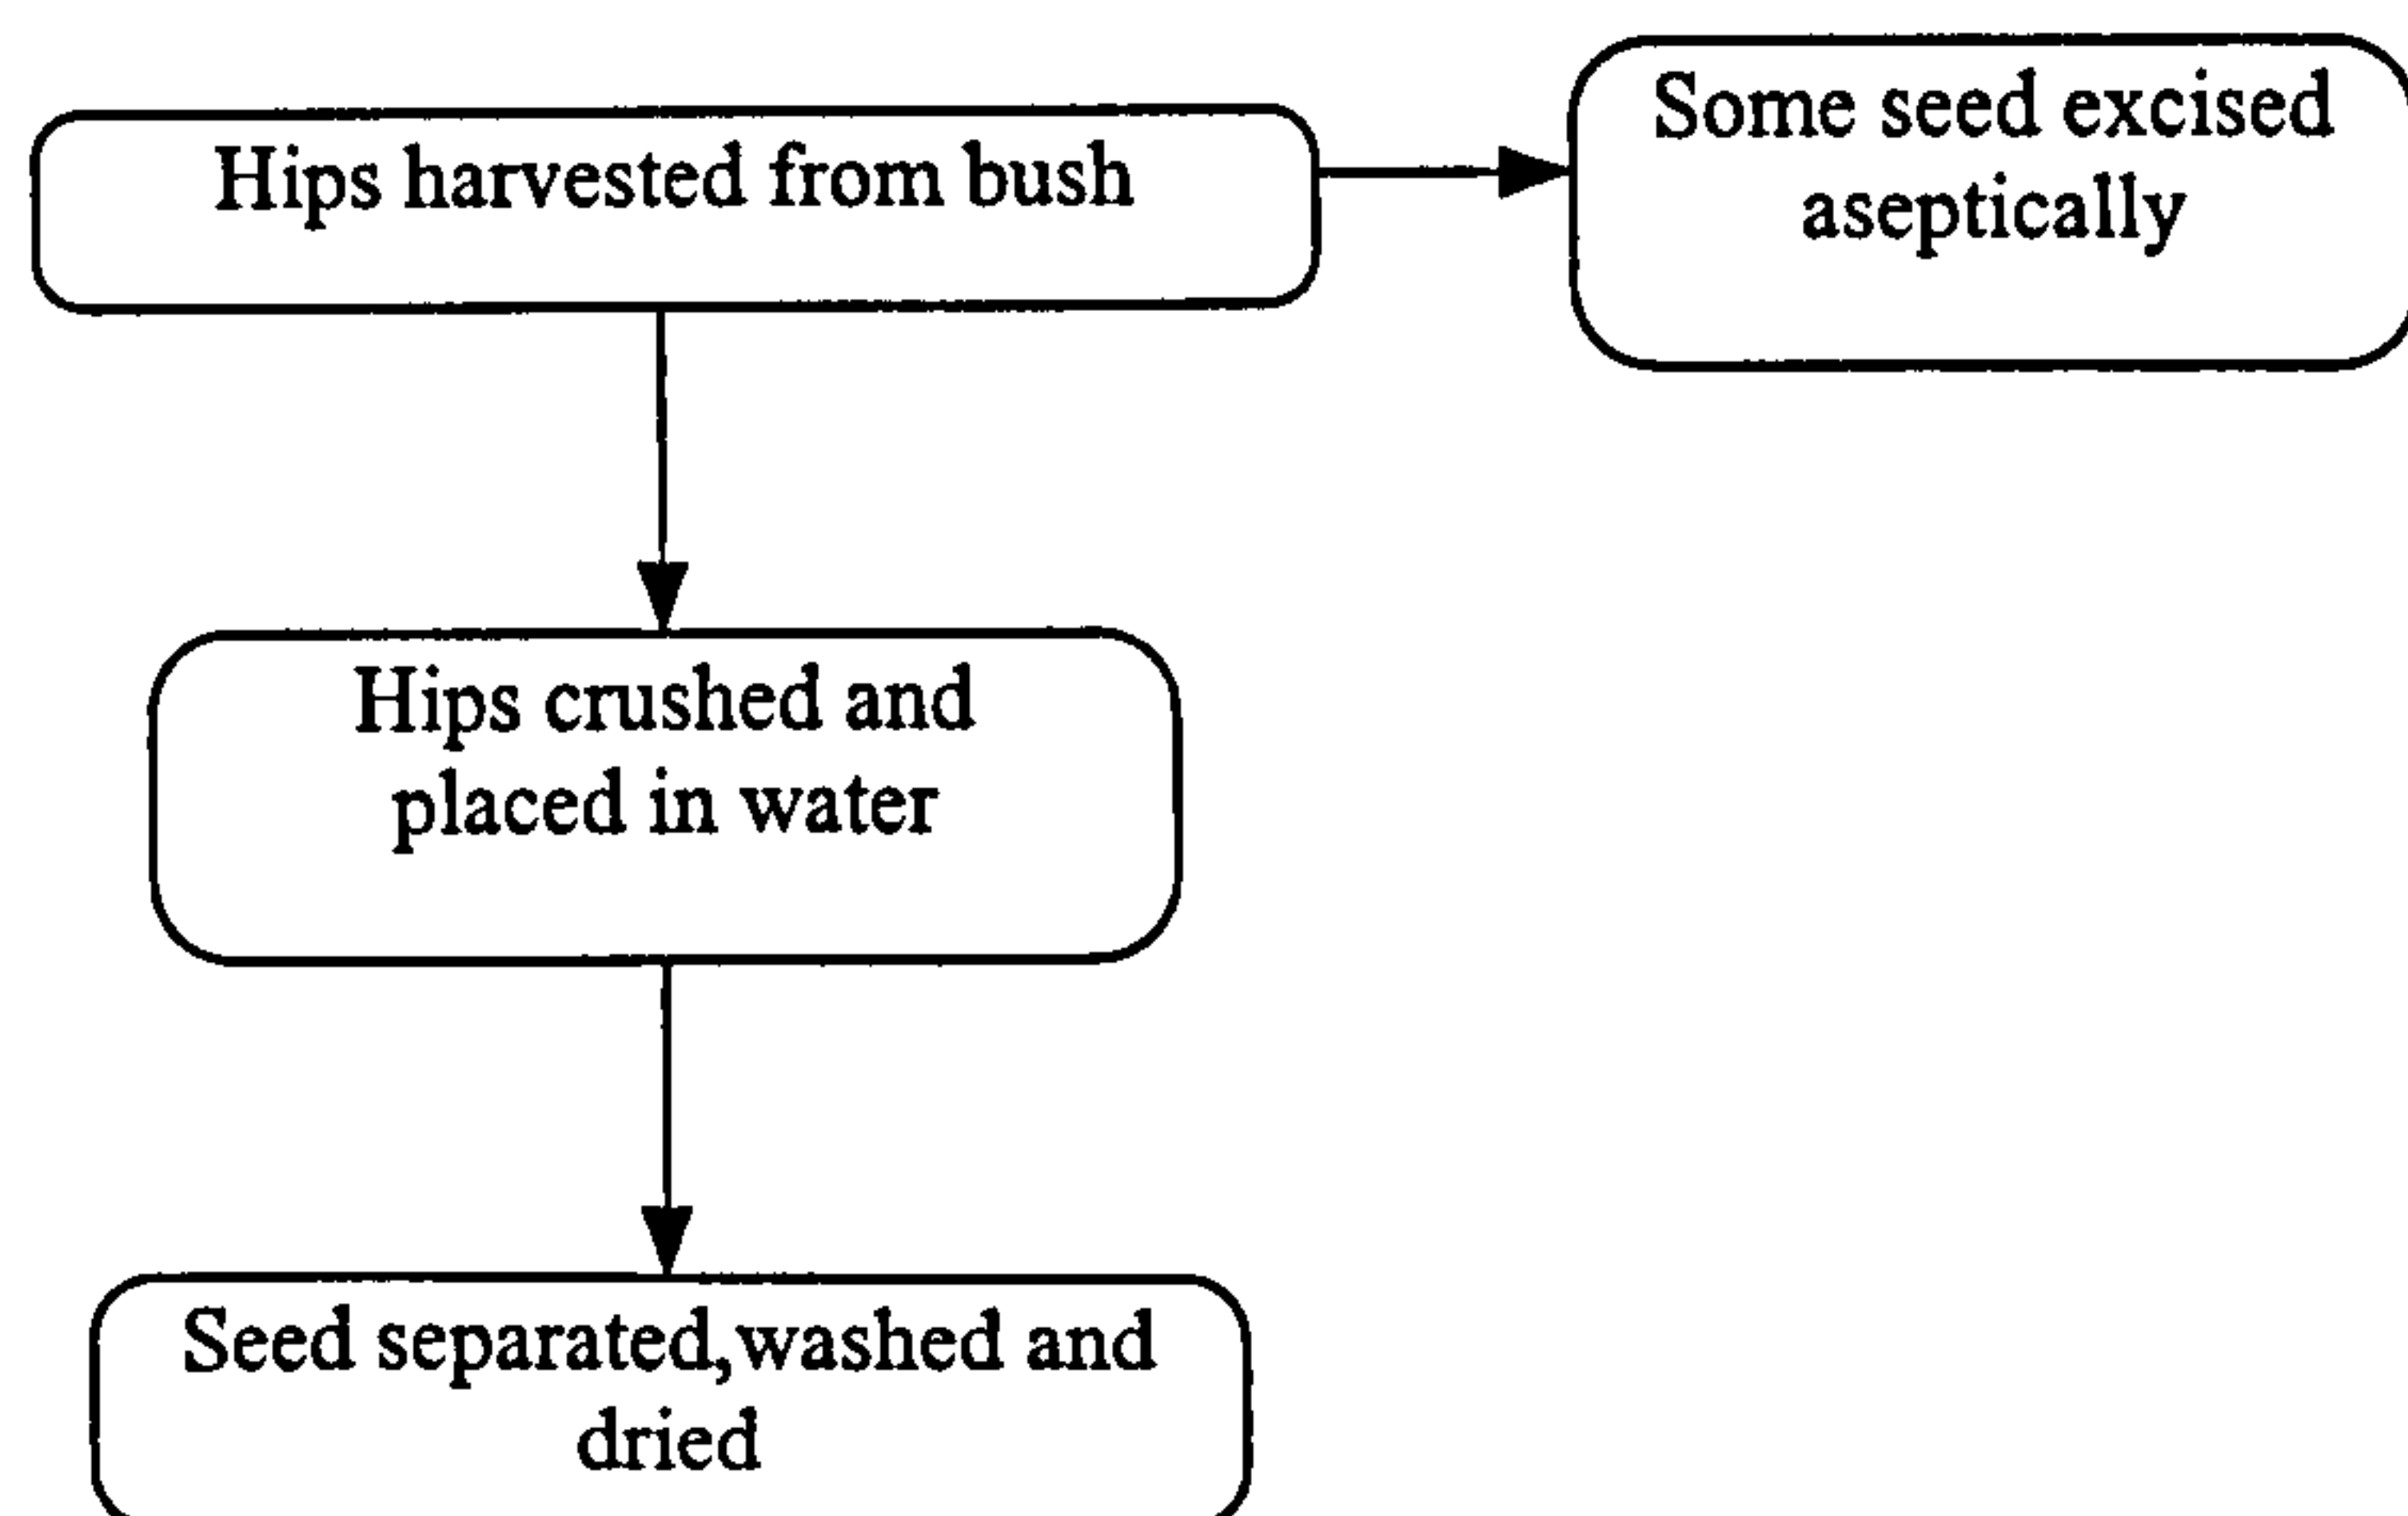 Hips harvested from bush
Some seed excised
aseptically
Hips crushed and
placed in water
Seed separated,washed and
dried